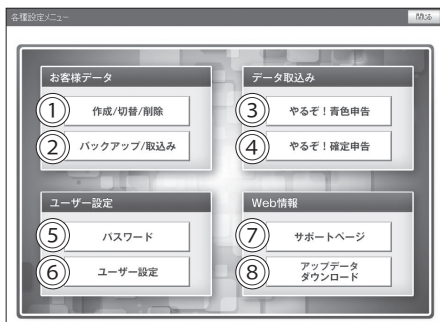 各種設定メニュー
閉じる
お客様データ
① 作成/切替/削除
② バックアップ/取込み
データ取込み
③ やるぞ!青色申告
④ やるぞ!確定申告
ユーザー設定
⑤ パスワード
⑥ ユーザー設定
Web情報
⑦ サポートページ
⑧ アップデータ
ダウンロード